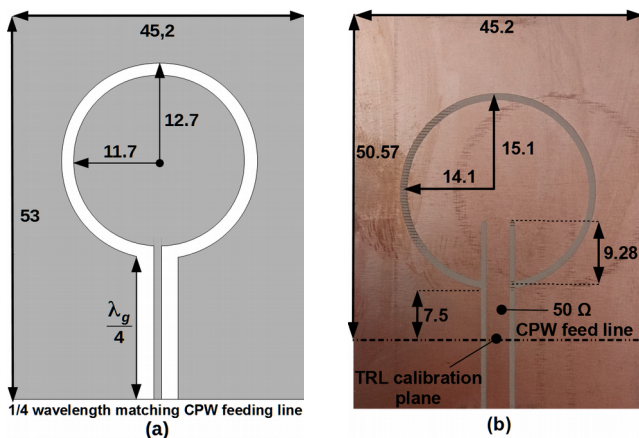 45,2
12.7
11.7
53
λg
4
1/4 wavelength matching CPW feeding line
(a)
45.2
50.57
15.1
14.1
9.28
7.5
50 Ω
CPW feed line
TRL calibration
plane
(b)